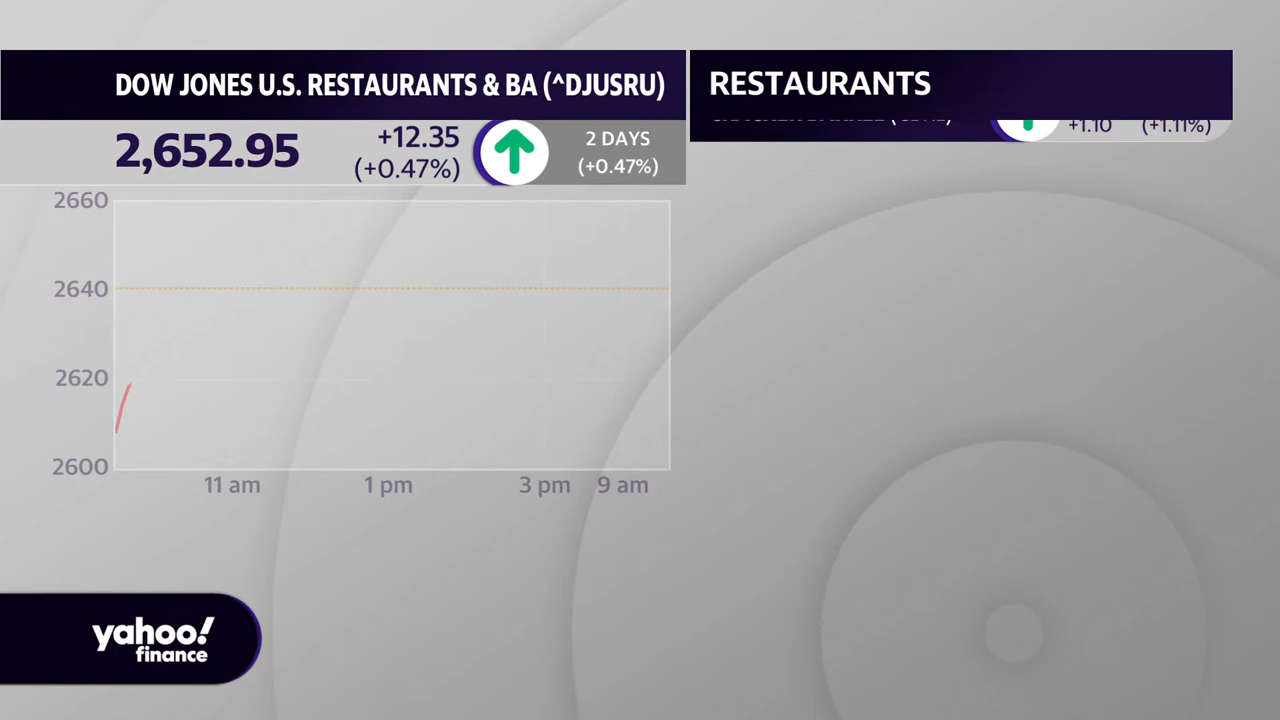 DOW JONES U.S. RESTAURANTS & BA (^DJUSRU)
2,652.95
+12.35
(+0.47%)
2 DAYS
(+0.47%)
2660
2640
2620
2600
11 am
1 pm
3 pm
9 am
RESTAURANTS
+1.10
(+1.11%)
yahoo!
finance